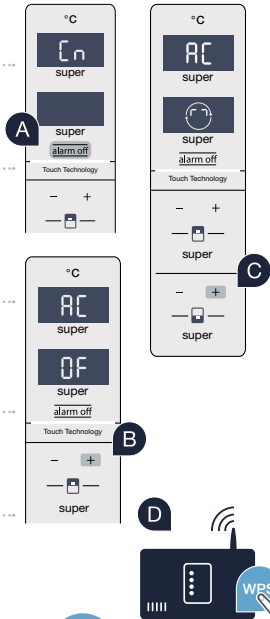 °C
Cn
super
super
A
alarm off
Touch Technology
- +
°C
AC
super
super
alarm off
Touch Technology
- +
super
C
- +
super
°C
AC
super
OF
super
alarm off
Touch Technology
B
- +
super
D
WPS